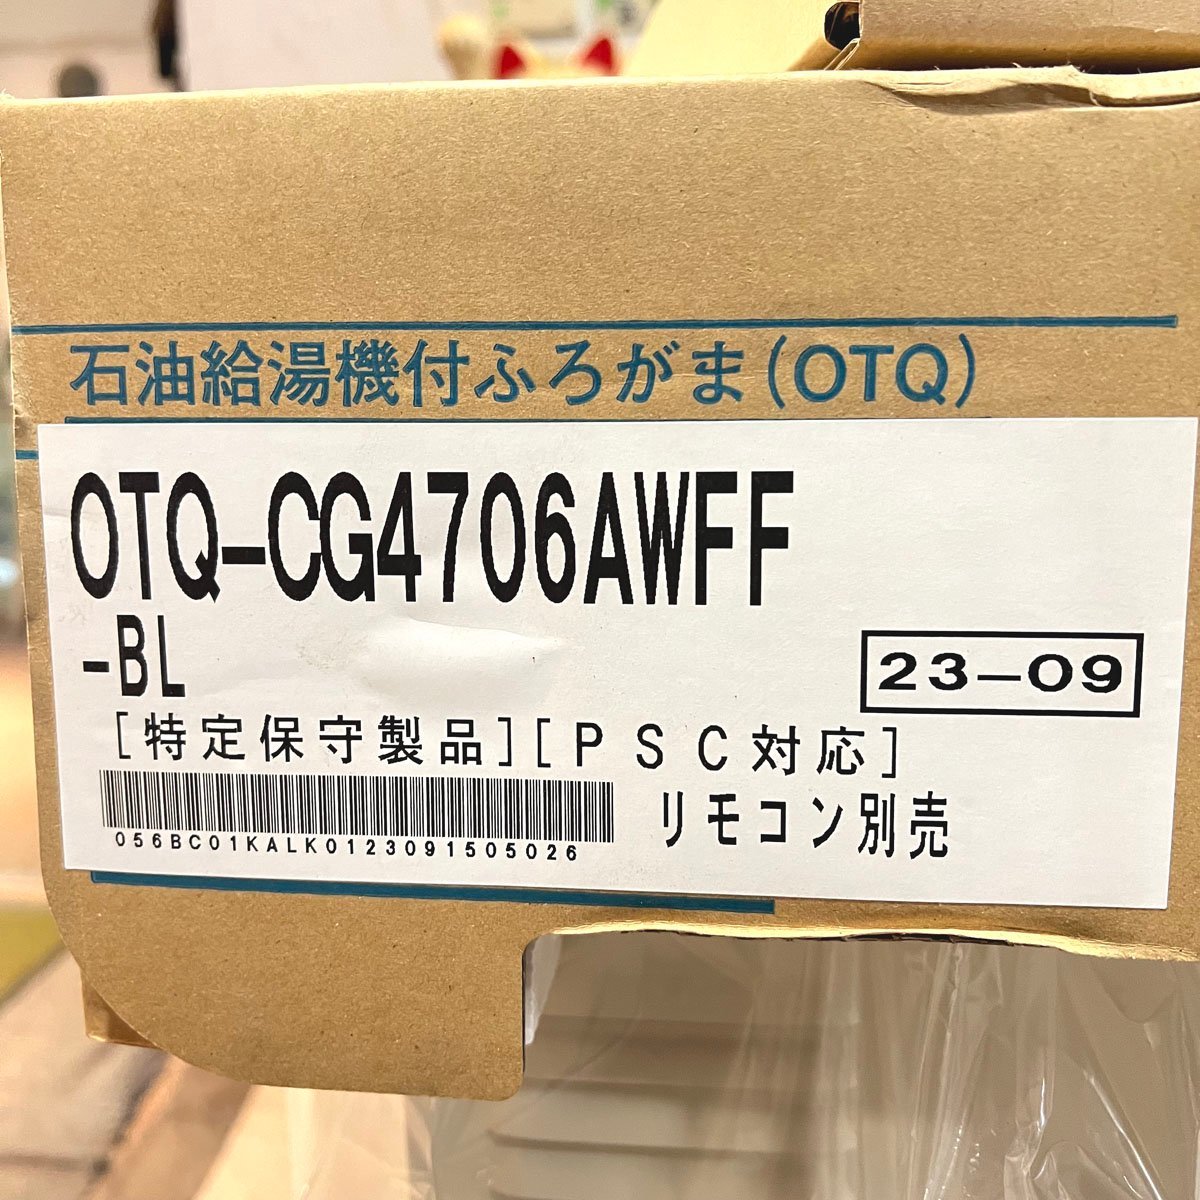 石油給湯機付ふろがま(OTQ)
OTQ-CG4706AWFF
-BL
23-09
[特定保守製品][PSC対応]
リモコン別売
056BC01KALK0123091505026